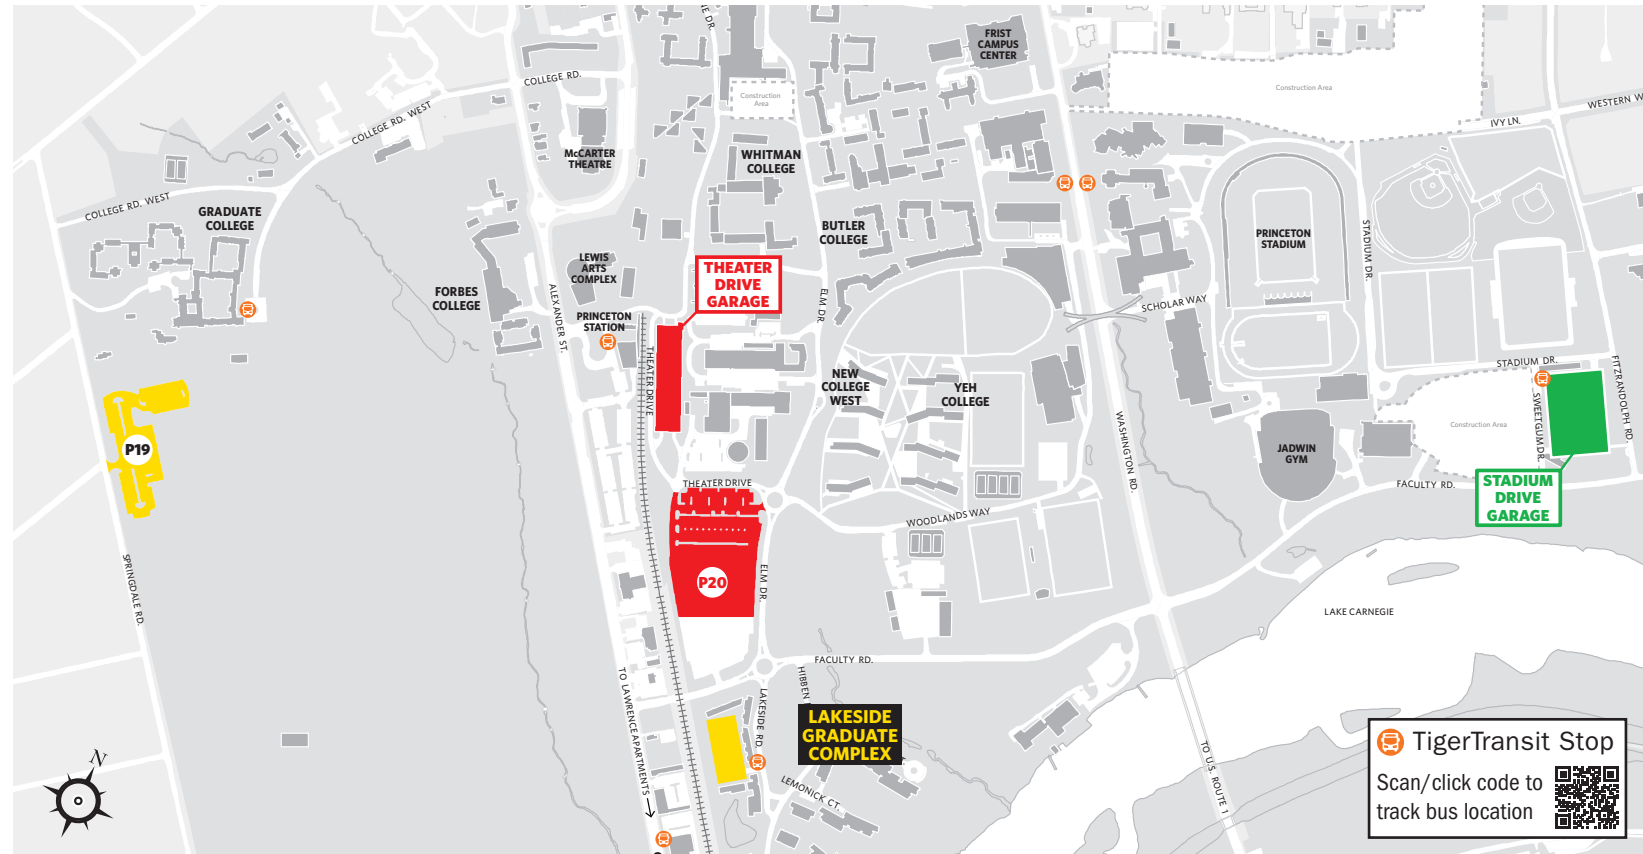 NE DR.
FRIST
CAMPUS
CENTER
COLLEGE RD.
Construction
Area
Construction Area
WESTERN W
IVY LN.
COLLEGE RD. WEST
McCARTER
THEATRE
WHITMAN
COLLEGE
COLLEGE RD. WEST
GRADUATE
COLLEGE
BUTLER
COLLEGE
PRINCETON
STADIUM
STADIUM DR.
LEWIS
ARTS
COMPLEX
THEATER
DRIVE
GARAGE
FORBES
COLLEGE
ALEXANDER ST.
ELM DR.
SCHOLAR WAY
PRINCETON
STATION
THEATER DRIVE
STADIUM DR.
FITZRANDOLPH RD
NEW
COLLEGE
WEST
YEH
COLLEGE
SWEETGUM DR.
WASHINGTON RD.
Construction Area
P19
JADWIN
GYM
THEATER DRIVE
FACULTY RD.
STADIUM
DRIVE
GARAGE
WOODLANDS WAY
SPRINGDALE RD.
P20
ELM DR.
LAKE CARNEGIE
FACULTY RD.
TO LAWRENCE APARTMENTS
HIBBEN
LAKESIDE RD.
LAKESIDE
GRADUATE
COMPLEX
TO U.S. ROUTE 1
LEMONICK CT.
N
TigerTransit Stop
Scan/click code to
track bus location